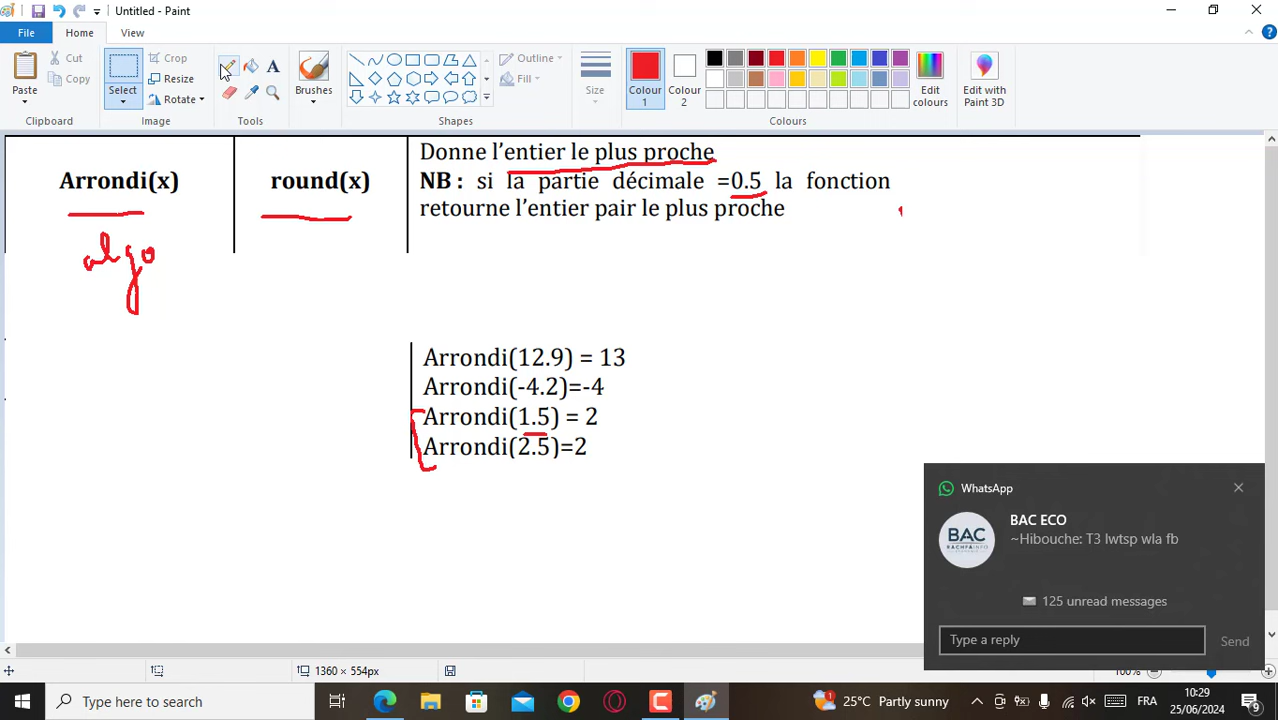 Untitled - Paint
File
Home
View
Paste
Cut
Copy
Clipboard
Select
Crop
Resize
Rotate
Image
Tools
Brushes
Outline
Fill
Shapes
Size
Colour 1
Colour 2
Edit colours
Edit with Paint 3D
Colours
Arrondi(x)
round(x)
Donne l'entier le plus proche
NB : si la partie décimale =0.5 la fonction
retourne l'entier pair le plus proche
algo
Arrondi(12.9) = 13
Arrondi(-4.2)=-4
Arrondi(1.5) = 2
Arrondi(2.5)=2
WhatsApp
BAC
BAC ECO
~Hibouche: T3 lwtsp wla fb
125 unread messages
Type a reply
Send
1360 × 554px
100%
Type here to search
25°C Partly sunny
FRA
10:29
25/06/2024